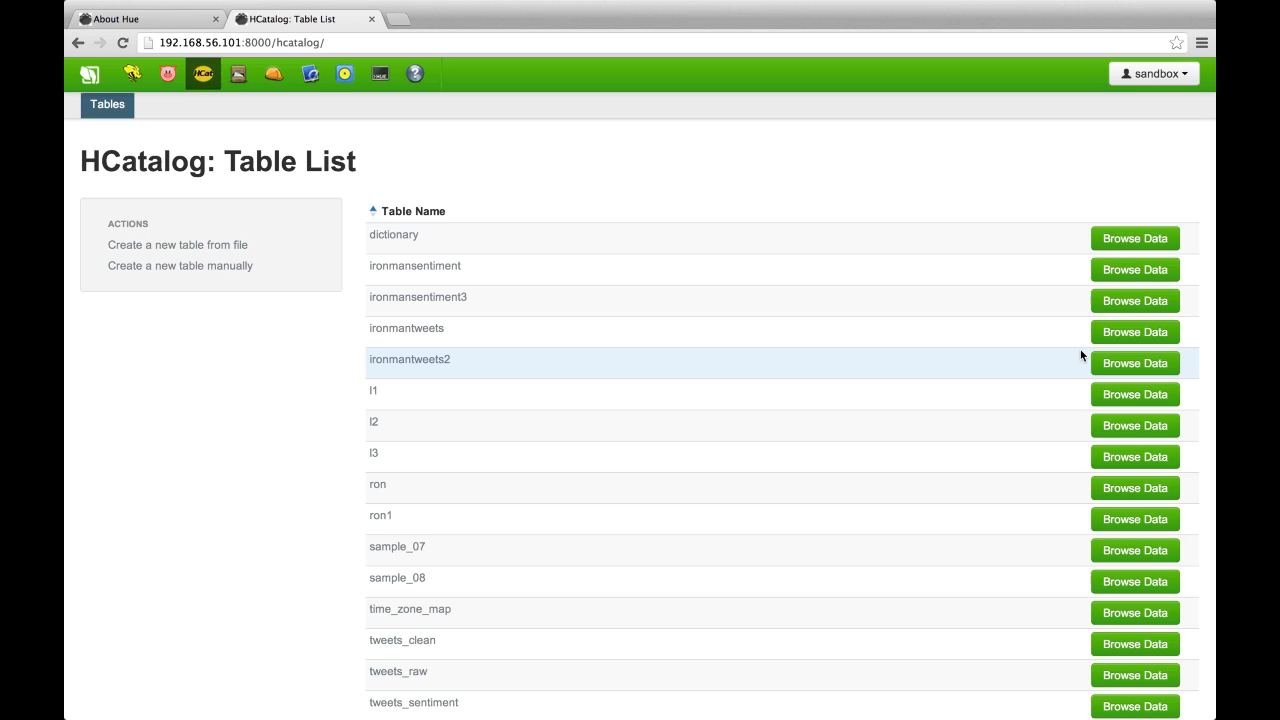 About Hue
HCatalog: Table List
192.168.56.101:8000/hcatalog/
HCat
sandbox
Tables
HCatalog: Table List
ACTIONS
Create a new table from file
Create a new table manually
Table Name
dictionary Browse Data
ironmansentiment Browse Data
ironmansentiment3 Browse Data
ironmantweets Browse Data
ironmantweets2 Browse Data
l1 Browse Data
l2 Browse Data
l3 Browse Data
ron Browse Data
ron1 Browse Data
sample_07 Browse Data
sample_08 Browse Data
time_zone_map Browse Data
tweets_clean Browse Data
tweets_raw Browse Data
tweets_sentiment Browse Data